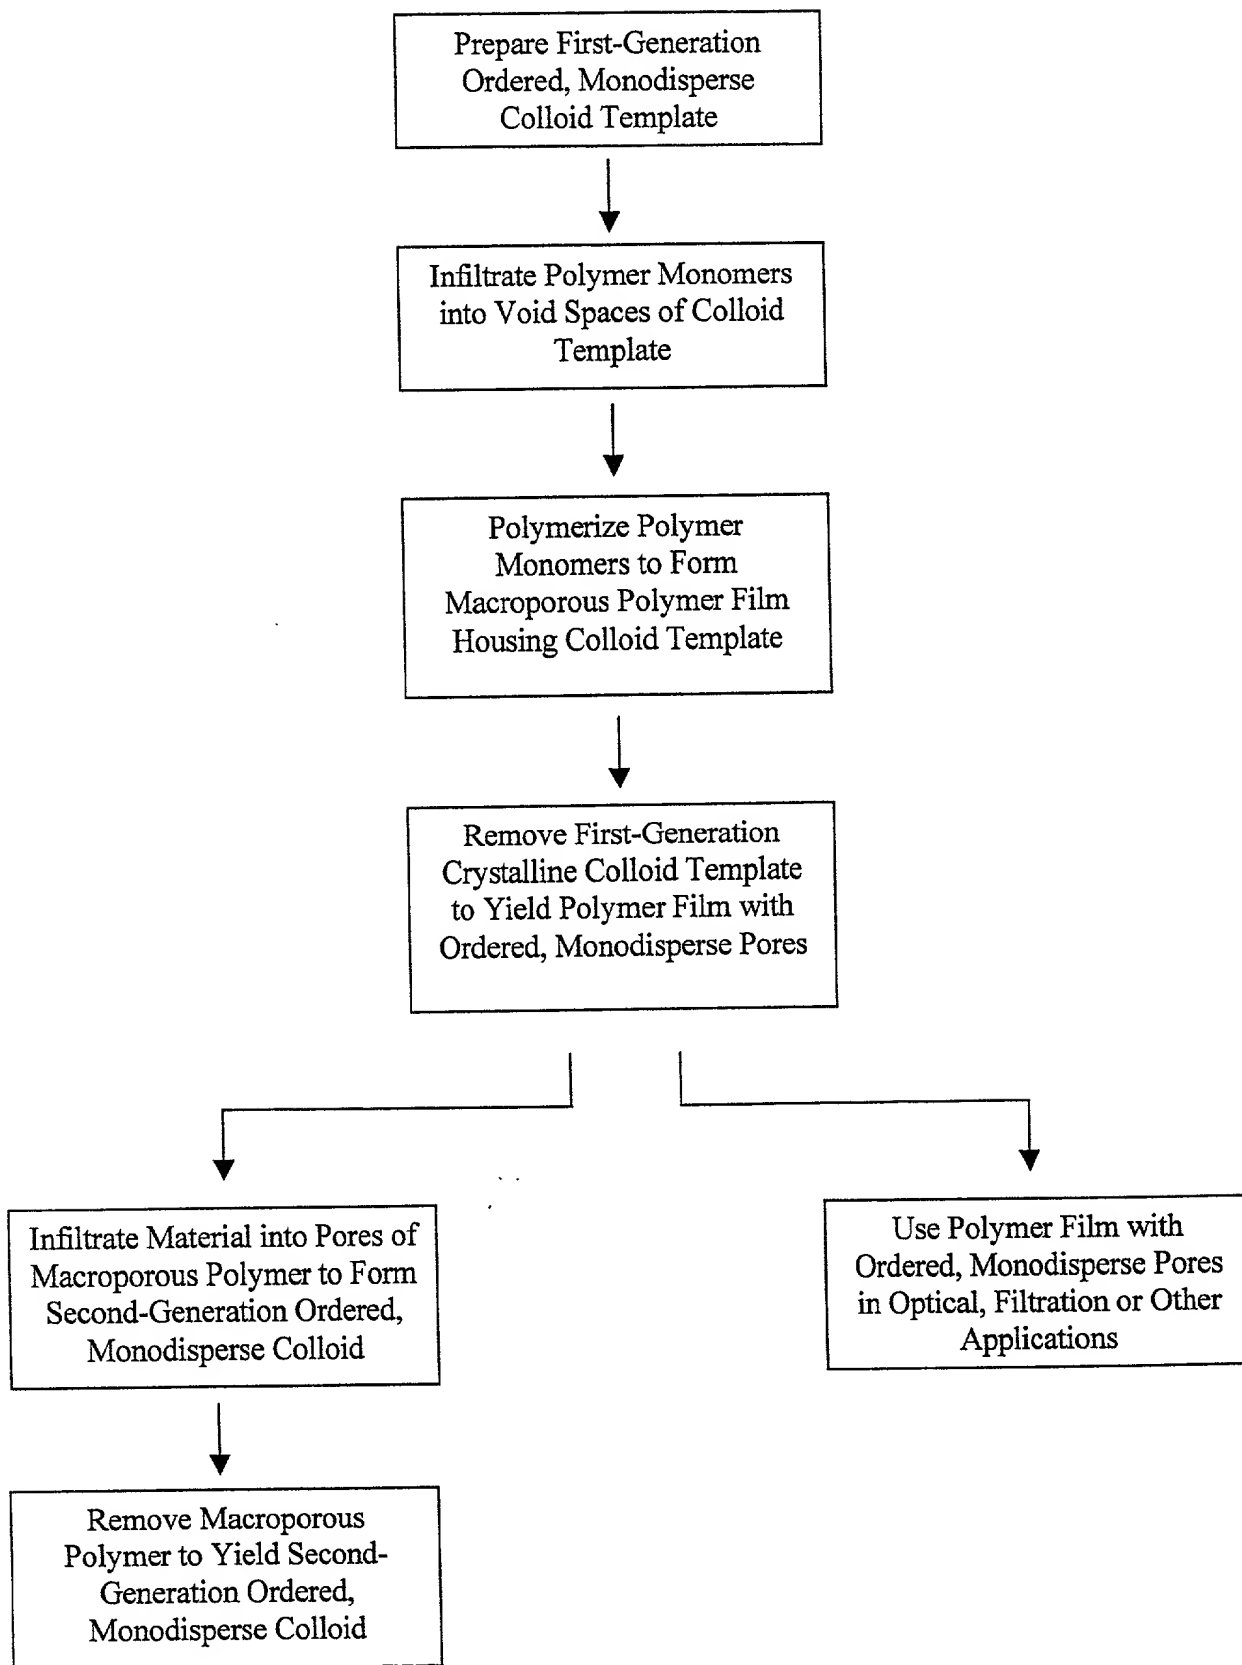 Prepare First-Generation
Ordered, Monodisperse
Colloid Template
Infiltrate Polymer Monomers
into Void Spaces of Colloid
Template
Polymerize Polymer
Monomers to Form
Macroporous Polymer Film
Housing Colloid Template
Remove First-Generation
Crystalline Colloid Template
to Yield Polymer Film with
Ordered, Monodisperse Pores
Infiltrate Material into Pores of
Macroporous Polymer to Form
Second-Generation Ordered,
Monodisperse Colloid
Use Polymer Film with
Ordered, Monodisperse Pores
in Optical, Filtration or Other
Applications
Remove Macroporous
Polymer to Yield Second-
Generation Ordered,
Monodisperse Colloid